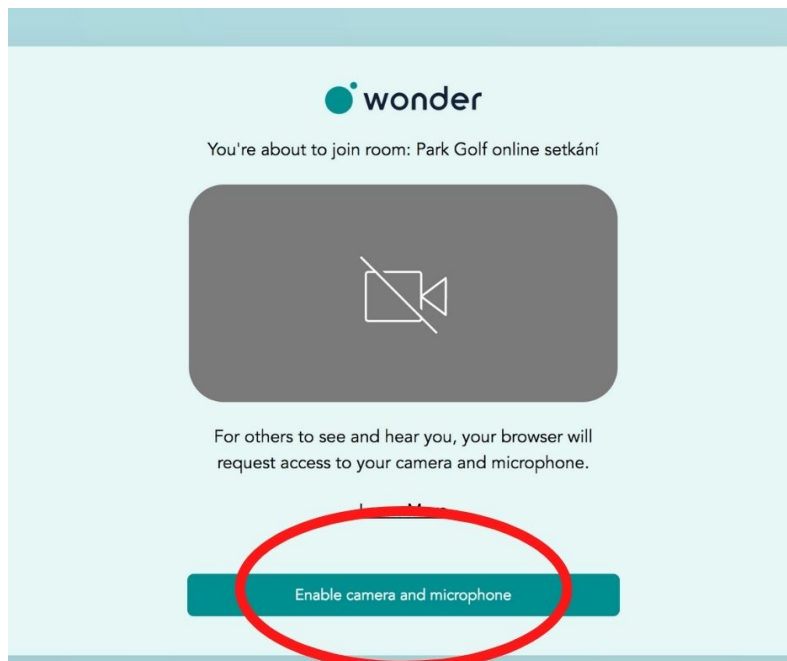 wonder
You're about to join room: Park Golf online setkání
For others to see and hear you, your browser will
request access to your camera and microphone.
Enable camera and microphone